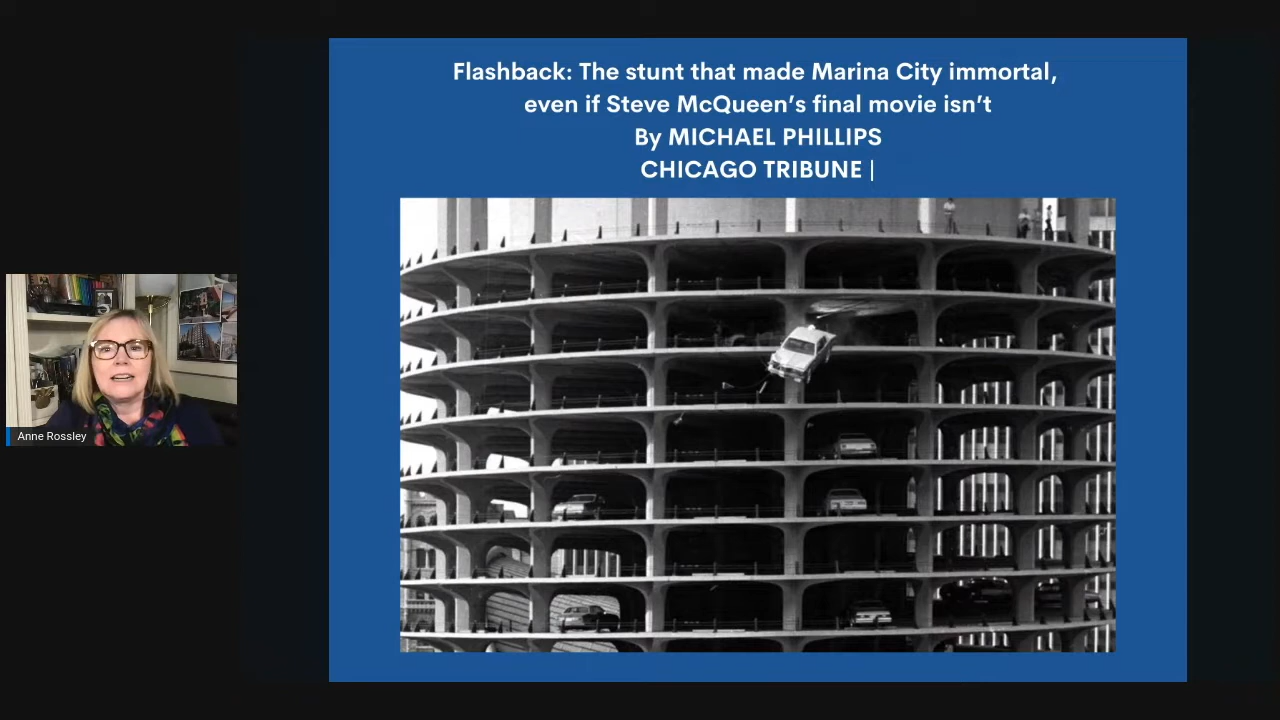 Flashback: The stunt that made Marina City immortal,
even if Steve McQueen’s final movie isn’t
By MICHAEL PHILLIPS
CHICAGO TRIBUNE |
Anne Rossley